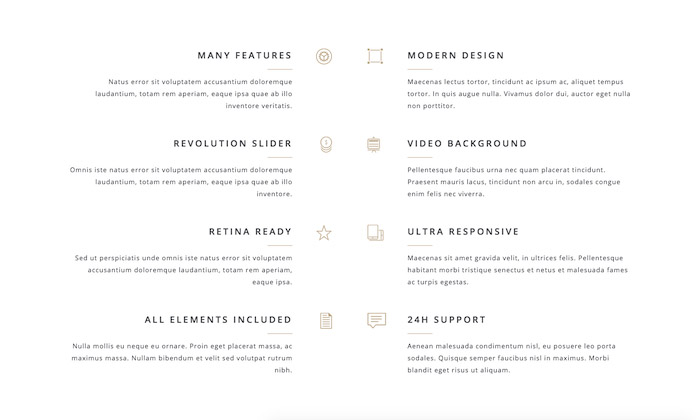 MANY FEATURES
Natus error sit voluptatem accusantium doloremque
laudantium, totam rem aperiam, eaque ipsa quae ab illo
inventore veritatis.
MODERN DESIGN
Maecenas lectus tortor, tincidunt ac ipsum ac, aliquet tempus
tortor. In quis augue nulla. Vivamus dolor dui, auctor eget nulla
non porttitor.
REVOLUTION SLIDER
Omnis iste natus error sit voluptatem accusantium doloremque
laudantium, totam rem aperiam, eaque ipsa quae ab illo
inventore.
VIDEO BACKGROUND
Pellentesque faucibus urna nec quam placerat tincidunt.
Praesent mauris lacus, tincidunt non arcu in, sodales congue
enim felis nec viverra.
RETINA READY
Sed ut perspiciatis unde omnis iste natus error sit voluptatem
accusantium doloremque laudantium, totam rem aperiam,
eaque ipsa.
ULTRA RESPONSIVE
Maecenas sit amet gravida velit, in ultrices felis. Pellentesque
habitant morbi tristique senectus et netus et malesuada fames
ac turpis egestas.
ALL ELEMENTS INCLUDED
Nulla mollis eu neque eu ornare. Proin eget placerat massa, ac
maximus massa. Nullam bibendum et velit sed volutpat rutrum
nibh.
24H SUPPORT
Aenean malesuada condimentum nisl, eu posuere leo porta
sodales. Quisque semper faucibus nisl in maximus. Morbi
blandit eget risus ut aliquam.